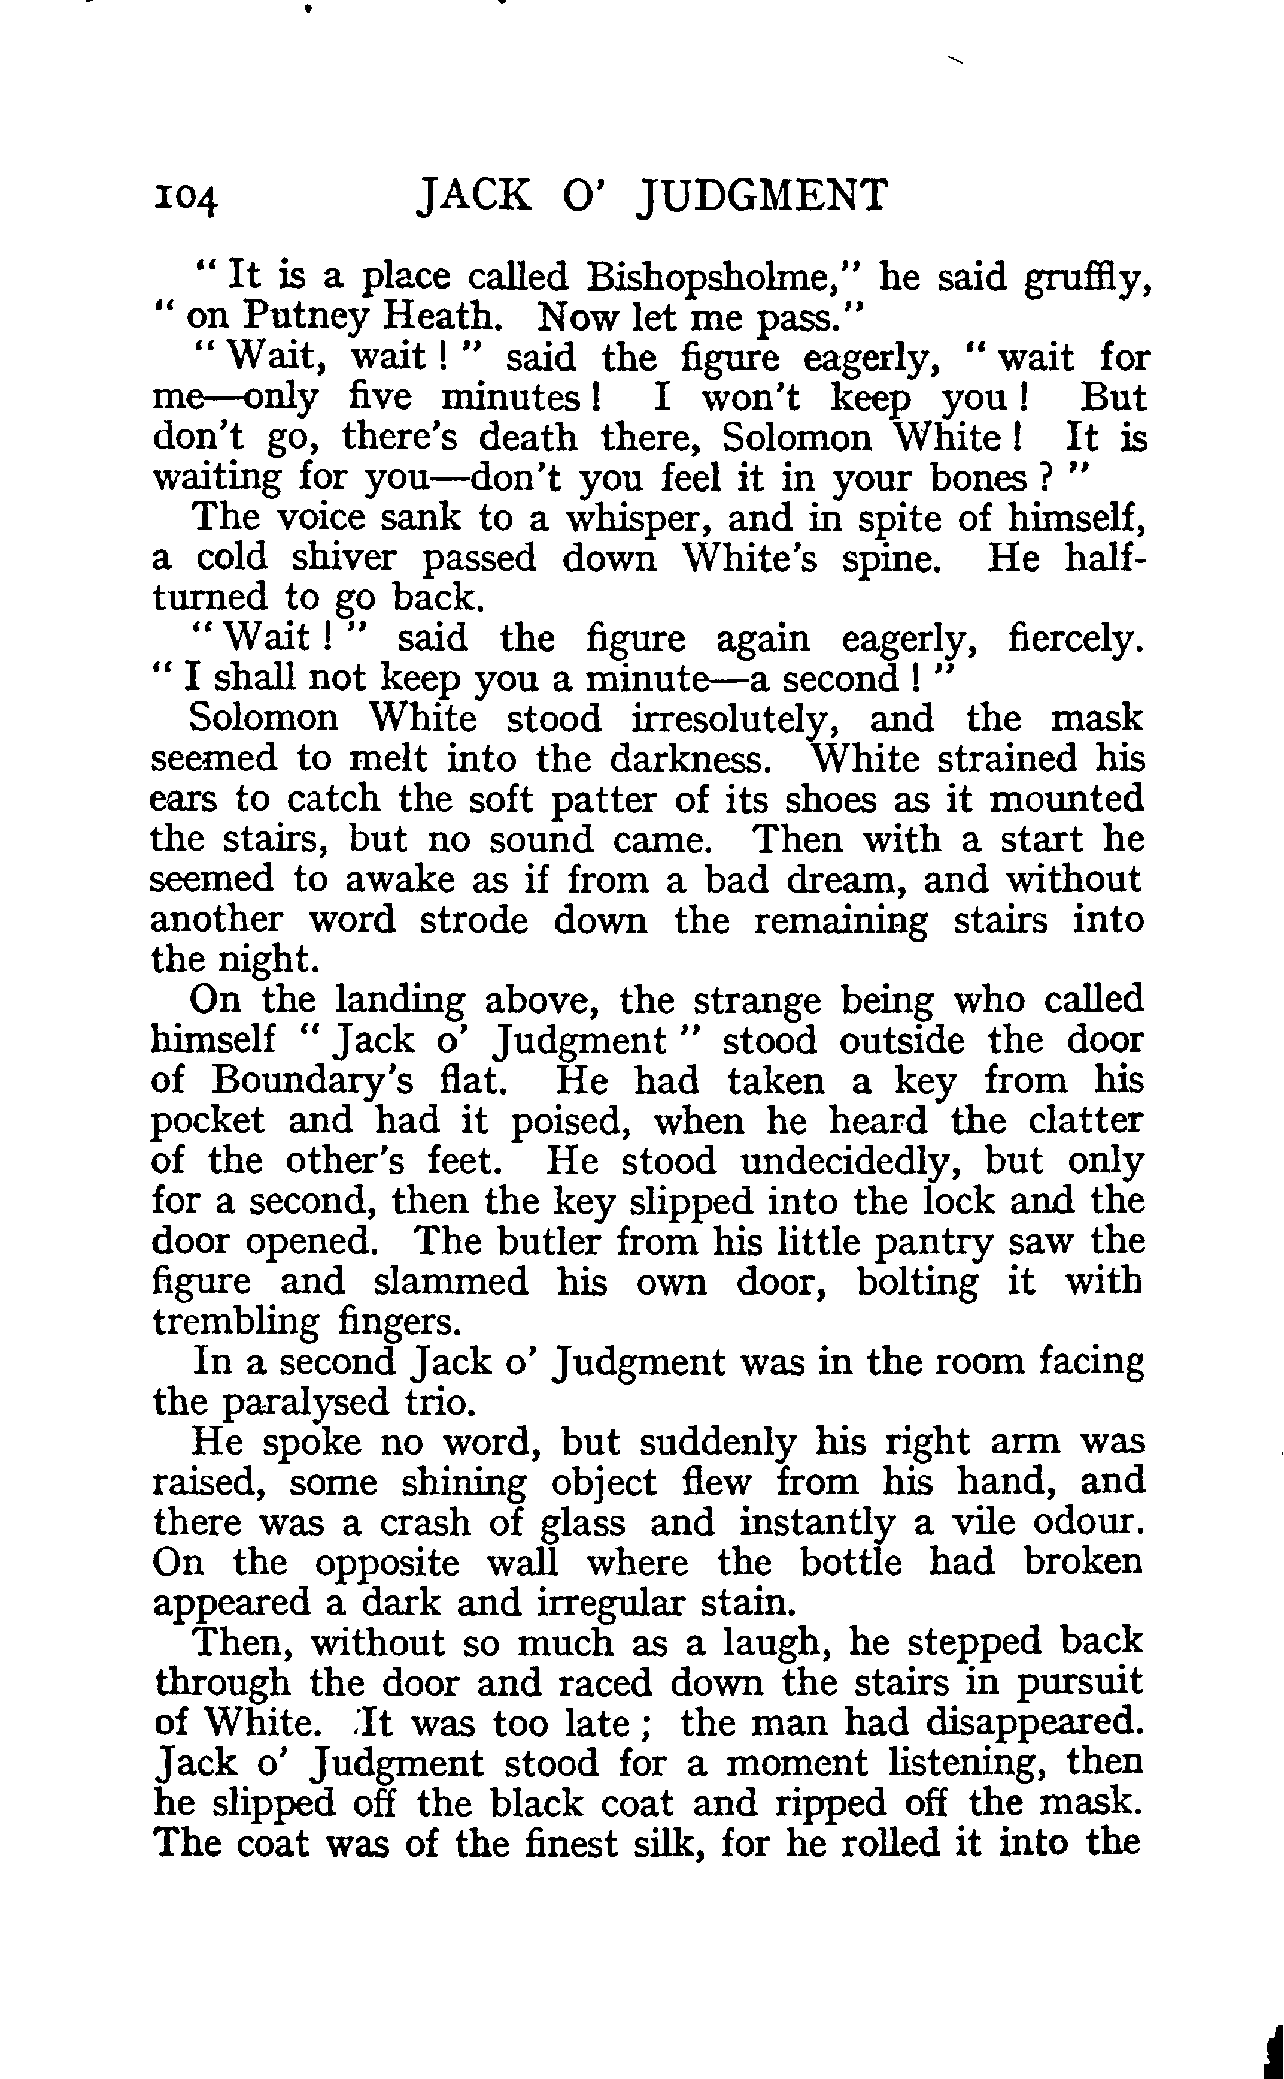 104 JACK O' JUDGMENT
" It is a place called Bishopsholme," he said gruffly,
" on Putney Heath. Now let me pass."
" Wait, wait ! " said the figure eagerly, " wait for
me—only five minutes ! I won't keep you ! But
don't go, there's death there, Solomon White ! It is
waiting for you—don't you feel it in your bones ? "
The voice sank to a whisper, and in spite of himself,
a cold shiver passed down White's spine. He half-
turned to go back.
" Wait ! " said the figure again eagerly, fiercely.
" I shall not keep you a minute—a second ! "
Solomon White stood irresolutely, and the mask
seemed to melt into the darkness. White strained his
ears to catch the soft patter of its shoes as it mounted
the stairs, but no sound came. Then with a start he
seemed to awake as if from a bad dream, and without
another word strode down the remaining stairs into
the night.
On the landing above, the strange being who called
himself " Jack o' Judgment " stood outside the door
of Boundary's flat. He had taken a key from his
pocket and had it poised, when he heard the clatter
of the other's feet. He stood undecidedly, but only
for a second, then the key slipped into the lock and the
door opened. The butler from his little pantry saw the
figure and slammed his own door, bolting it with
trembling fingers.
In a second Jack o' Judgment was in the room facing
the paralysed trio.
He spoke no word, but suddenly his right arm was
raised, some shining object flew from his hand, and
there was a crash of glass and instantly a vile odour.
On the opposite wall where the bottle had broken
appeared a dark and irregular stain.
Then, without so much as a laugh, he stepped back
through the door and raced down the stairs in pursuit
of White. It was too late ; the man had disappeared.
Jack o' Judgment stood for a moment listening, then
he slipped off the black coat and ripped off the mask.
The coat was of the finest silk, for he rolled it into the